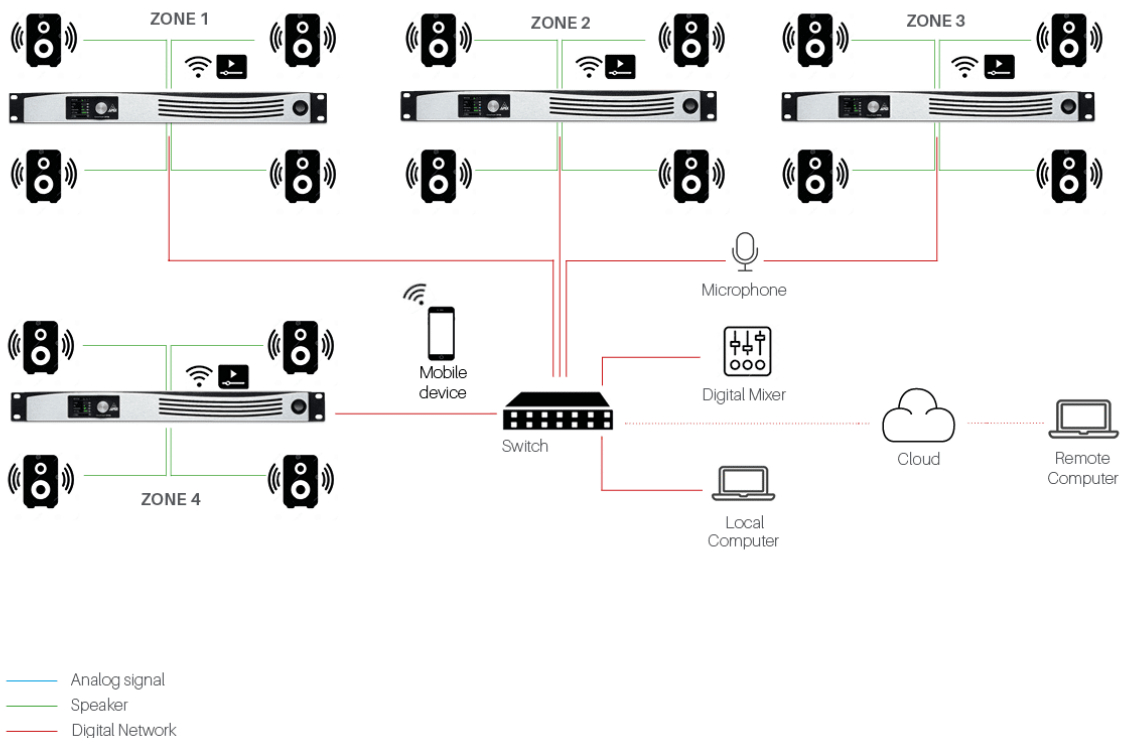 ZONE 1
ZONE 2
ZONE 3
Microphone
Mobile
device
Digital Mixer
Switch
Cloud
Remote
Computer
ZONE 4
Local
Computer
Analog signal
Speaker
Digital Network